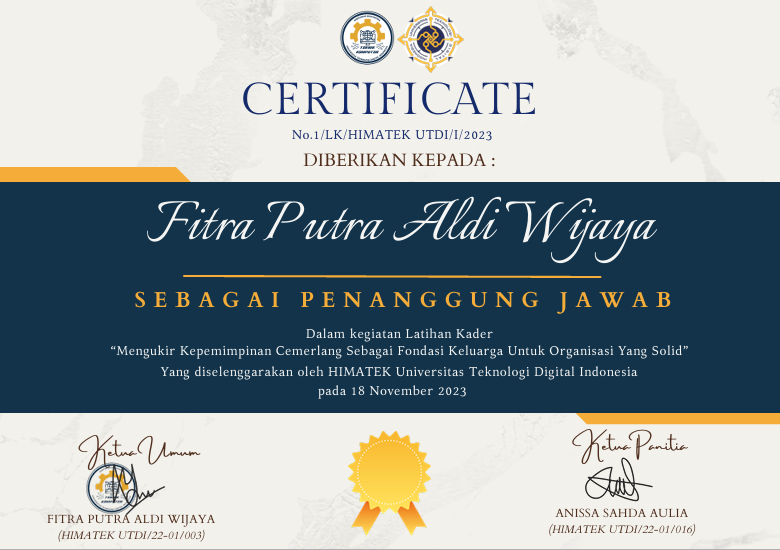 TEKNIK
KOMPUTER
CERTIFICATE
No.1/LK/HIMATEK UTDI/I/2023
DIBERIKAN KEPADA :
Fitra Putra Aldi Wijaya
SEBAGAI PENANGGUNG JAWAB
Dalam kegiatan Latihan Kader
“Mengukir Kepemimpinan Cemerlang Sebagai Fondasi Keluarga Untuk Organisasi Yang Solid”
Yang diselenggarakan oleh HIMATEK Universitas Teknologi Digital Indonesia
pada 18 November 2023
Ketua Umum
FITRA PUTRA ALDI WIJAYA
(HIMATEK UTDI/22-01/003)
Ketua Panitia
ANISSA SAHDA AULIA
(HIMATEK UTDI/22-01/016)